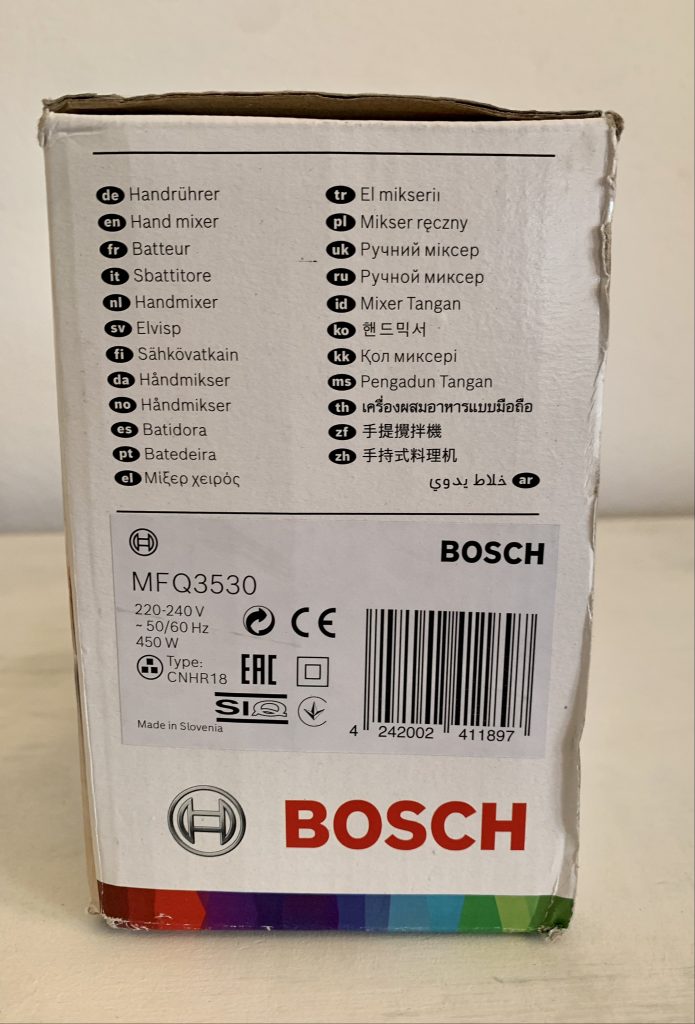 de Handrührer
en Hand mixer
fr Batteur
it Sbattitore
nl Handmixer
sv Elvisp
fi Sähkövatkain
da Håndmikser
no Håndmikser
es Batidora
pt Batedeira
el Μίξερ χειρός
tr El mikserii
pl Mikser ręczny
uk Ручний міксер
ru Ручной миксер
id Mixer Tangan
ko 핸드믹서
kk Қол миксері
ms Pengadun Tangan
th เครื่องผสมอาหารแบบมือถือ
zf 手提攪拌機
zh 手持式料理机
ar خلاط يدوي
BOSCH
MFQ3530
220-240 V
~ 50/60 Hz
450 W
Type:
CNHR18
CE
EAC
SIQ
Made in Slovenia
4 242002 411897
BOSCH